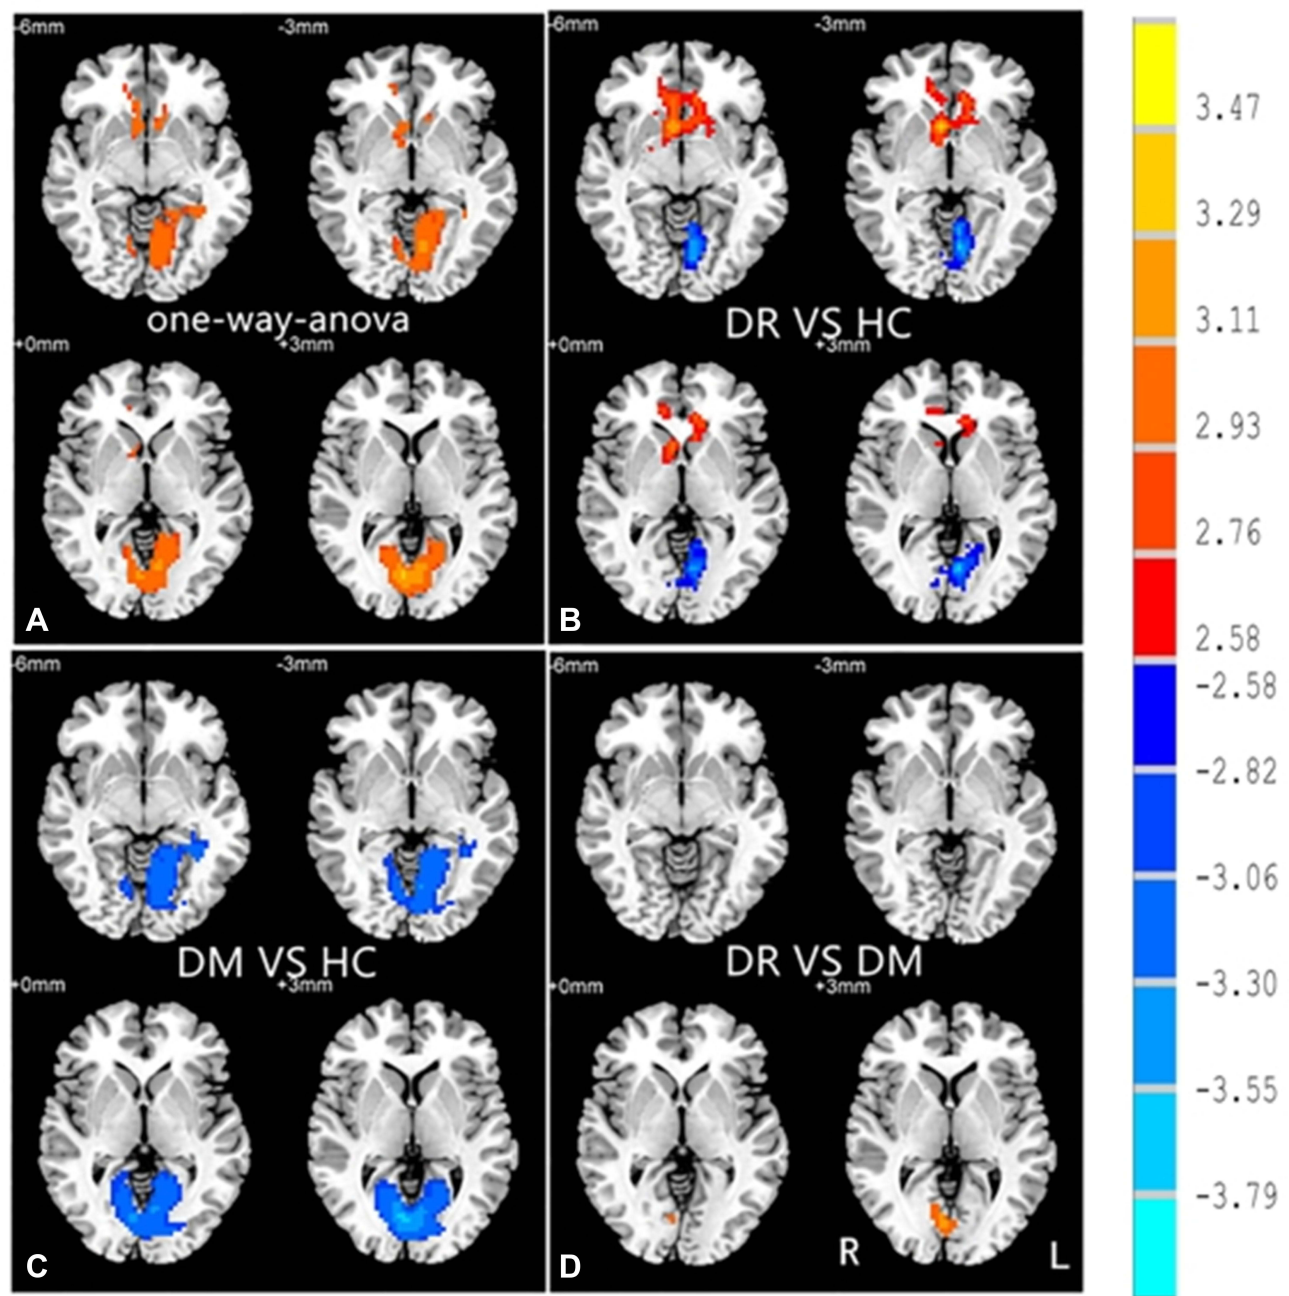 -6mm -3mm
one-way-anova
+0mm +3mm
A
-6mm -3mm
DR VS HC
+0mm +3mm
B
-6mm -3mm
DM VS HC
+0mm +3mm
C
-6mm -3mm
DR VS DM
+0mm +3mm
R L
D
3.47
3.29
3.11
2.93
2.76
2.58
-2.58
-2.82
-3.06
-3.30
-3.55
-3.79